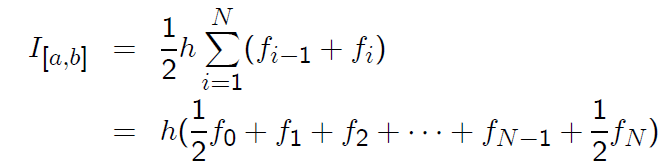 I_{[a,b]} = \frac{1}{2} h \sum_{i=1}^{N} (f_{i-1} + f_i)
= h(\frac{1}{2} f_0 + f_1 + f_2 + \cdots + f_{N-1} + \frac{1}{2} f_N)